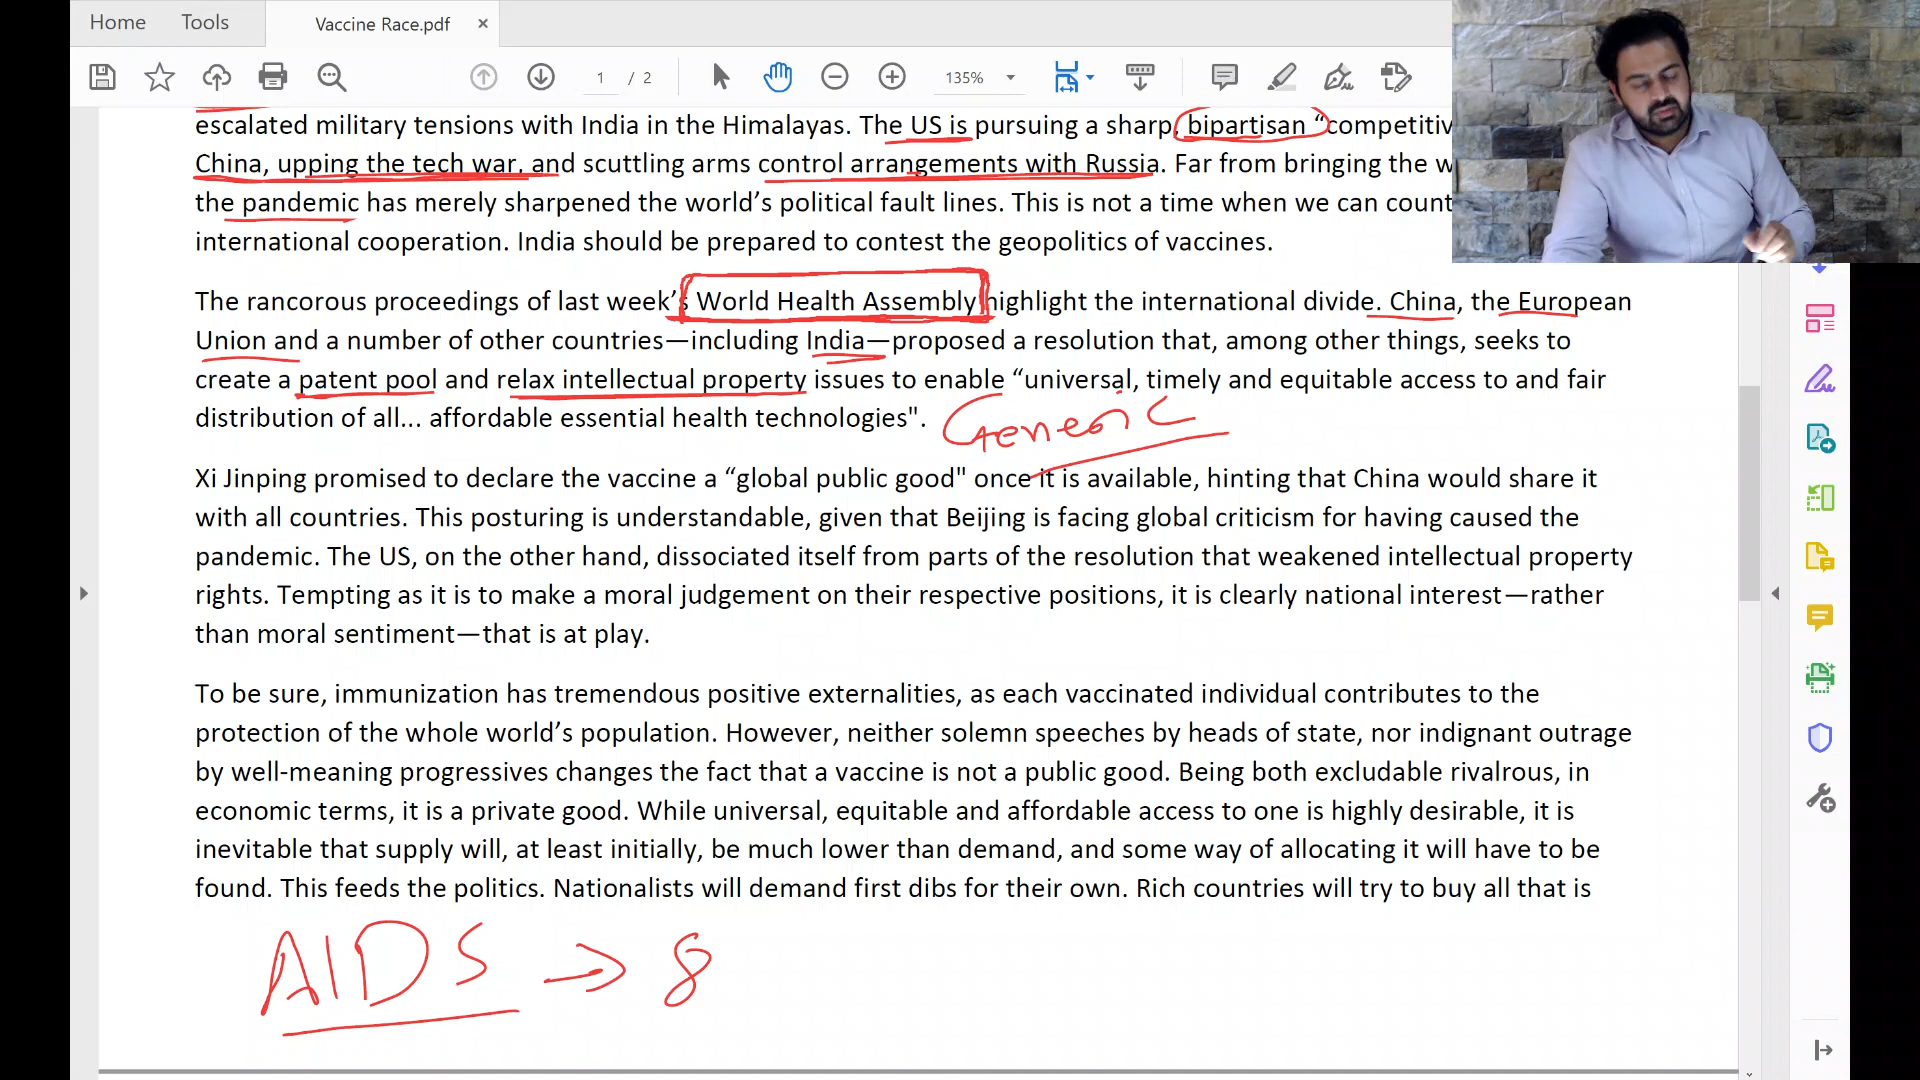 Home Tools Vaccine Race.pdf ×
1 / 2 135%
escalated military tensions with India in the Himalayas. The US is pursuing a sharp, bipartisan “competitiv
China, upping the tech war, and scuttling arms control arrangements with Russia. Far from bringing the w
the pandemic has merely sharpened the world’s political fault lines. This is not a time when we can count
international cooperation. India should be prepared to contest the geopolitics of vaccines.
The rancorous proceedings of last week’s World Health Assembly highlight the international divide. China, the European
Union and a number of other countries—including India—proposed a resolution that, among other things, seeks to
create a patent pool and relax intellectual property issues to enable “universal, timely and equitable access to and fair
distribution of all... affordable essential health technologies".
Generic
Xi Jinping promised to declare the vaccine a “global public good" once it is available, hinting that China would share it
with all countries. This posturing is understandable, given that Beijing is facing global criticism for having caused the
pandemic. The US, on the other hand, dissociated itself from parts of the resolution that weakened intellectual property
rights. Tempting as it is to make a moral judgement on their respective positions, it is clearly national interest—rather
than moral sentiment—that is at play.
To be sure, immunization has tremendous positive externalities, as each vaccinated individual contributes to the
protection of the whole world’s population. However, neither solemn speeches by heads of state, nor indignant outrage
by well-meaning progressives changes the fact that a vaccine is not a public good. Being both excludable rivalrous, in
economic terms, it is a private good. While universal, equitable and affordable access to one is highly desirable, it is
inevitable that supply will, at least initially, be much lower than demand, and some way of allocating it will have to be
found. This feeds the politics. Nationalists will demand first dibs for their own. Rich countries will try to buy all that is
AIDS → 8